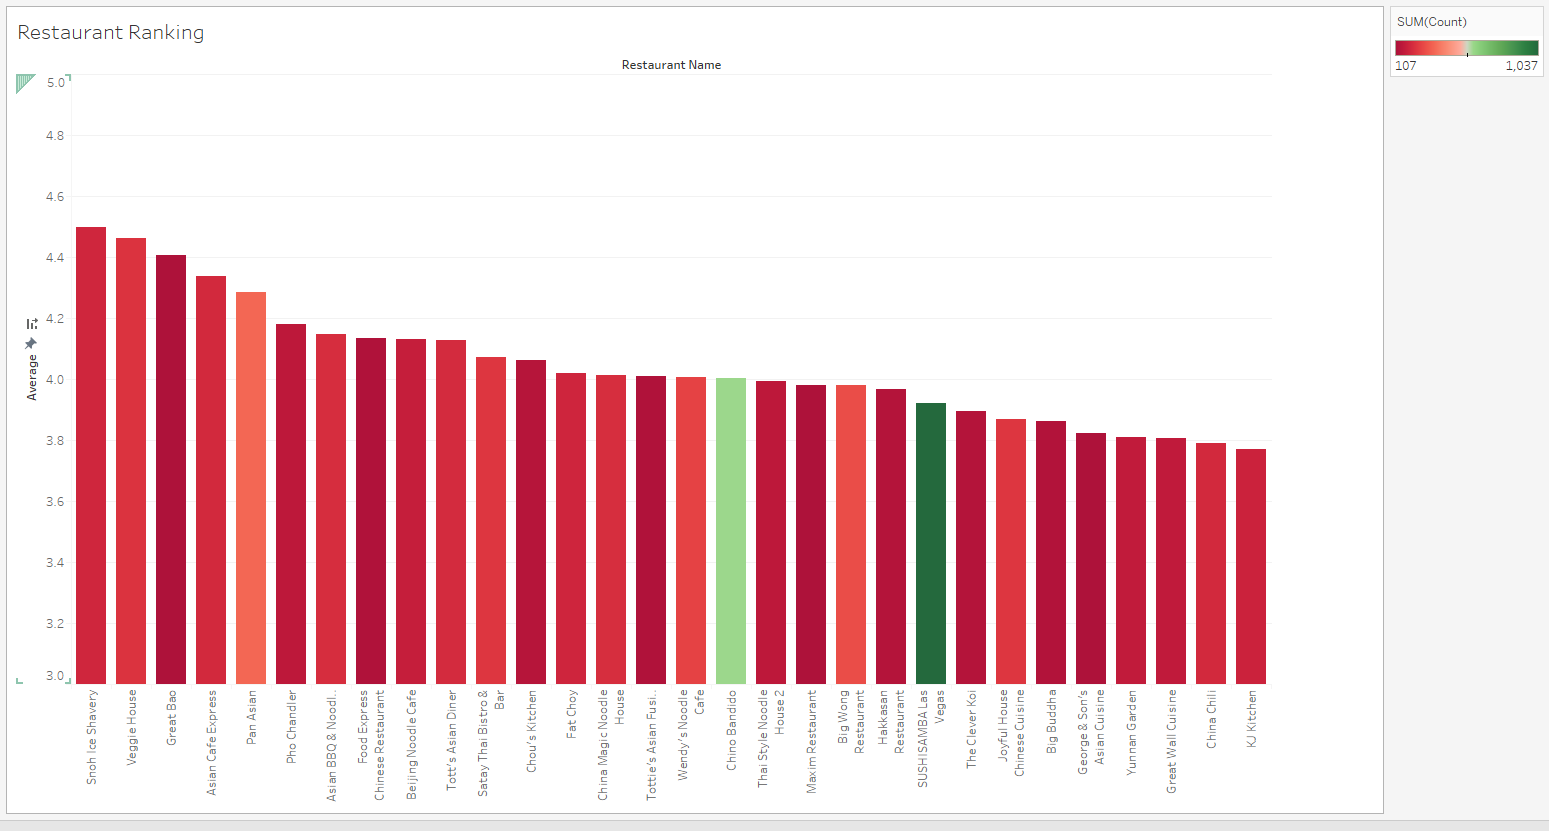 Restaurant Ranking
SUM(Count)
107
1,037
Restaurant Name
5.0
4.8
4.6
4.4
4.2
4.0
3.8
3.6
3.4
3.2
3.0
Average
Snoh Ice Shavery
Veggie House
Great Bao
Asian Cafe Express
Pan Asian
Pho Chandler
Asian BBQ & Noodl..
Food Express
Chinese Restaurant
Beijing Noodle Cafe
Tott's Asian Diner
Satay Thai Bistro &
Bar
Chou's Kitchen
Fat Choy
China Magic Noodle
House
Tottie's Asian Fusi..
Wendy's Noodle
Cafe
Chino Bandido
Thai Style Noodle
House 2
Maxim Restaurant
Big Wong
Restaurant
Hakkasan
Restaurant
SUSHISAMBA Las
Vegas
The Clever Koi
Joyful House
Chinese Cuisine
Big Buddha
George & Son's
Asian Cuisine
Yunnan Garden
Great Wall Cuisine
China Chili
KJ Kitchen